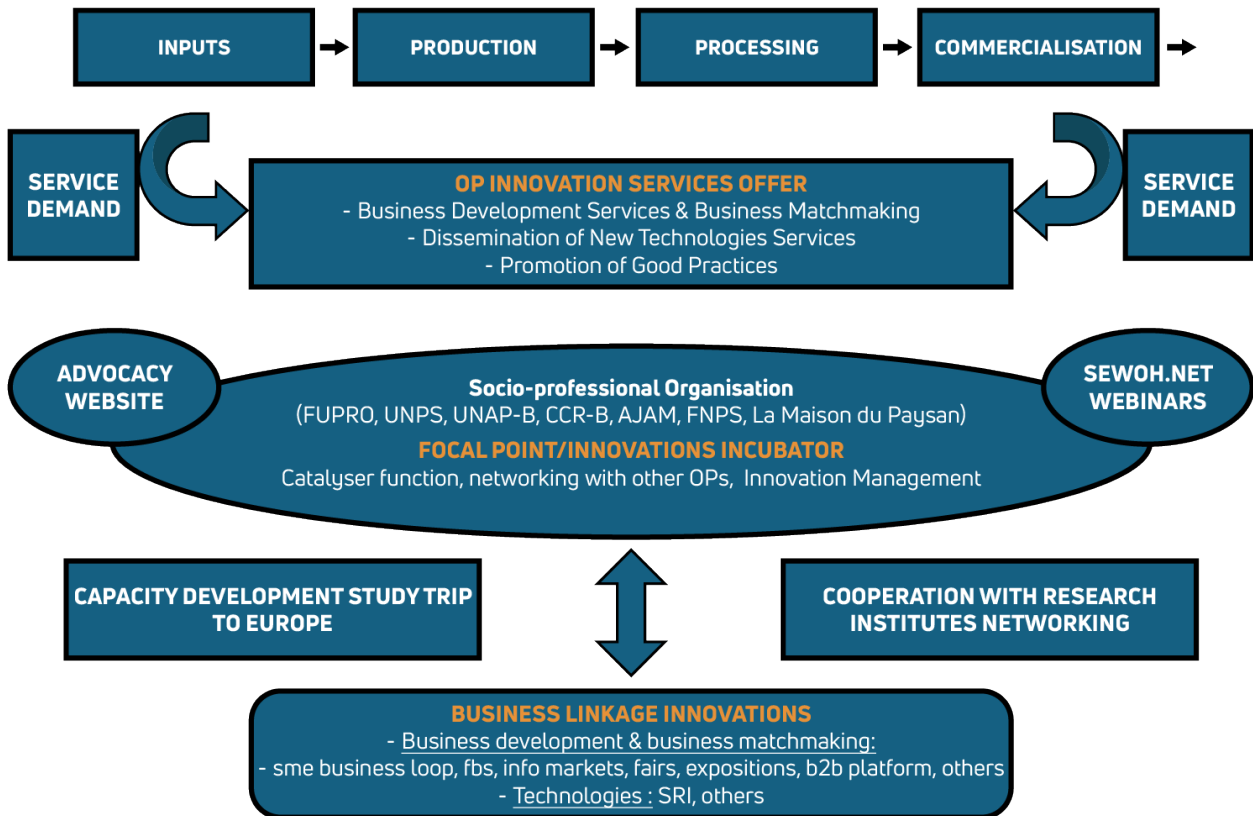 INPUTS
PRODUCTION
PROCESSING
COMMERCIALISATION
SERVICE
DEMAND
OP INNOVATION SERVICES OFFER
- Business Development Services & Business Matchmaking
- Dissemination of New Technologies Services
- Promotion of Good Practices
SERVICE
DEMAND
ADVOCACY
WEBSITE
Socio-professional Organisation
(FUPRO, UNPS, UNAP-B, CCR-B, AJAM, FNPS, La Maison du Paysan)
FOCAL POINT/INNOVATIONS INCUBATOR
Catalyser function, networking with other OPs, Innovation Management
SEWOH.NET
WEBINARS
CAPACITY DEVELOPMENT STUDY TRIP
TO EUROPE
COOPERATION WITH RESEARCH
INSTITUTES NETWORKING
BUSINESS LINKAGE INNOVATIONS
- Business development & business matchmaking:
- sme business loop, fbs, info markets, fairs, expositions, b2b platform, others
- Technologies : SRI, others